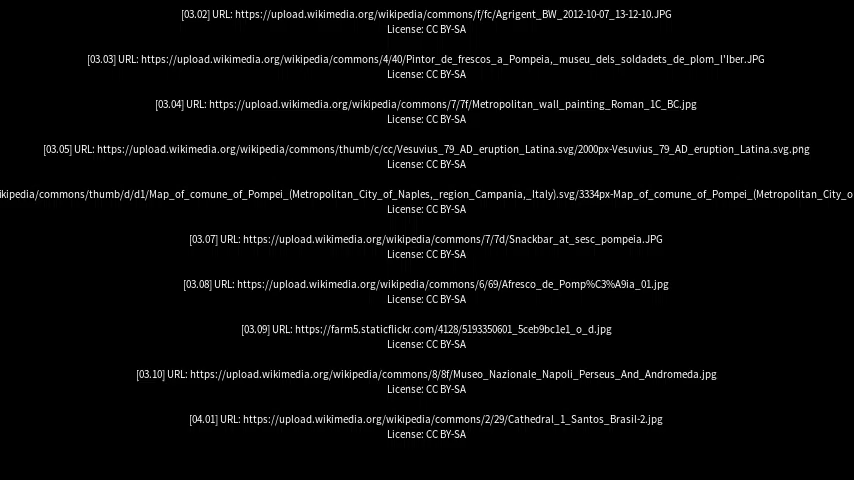 [03.02] URL: https://upload.wikimedia.org/wikipedia/commons/f/fc/Agrigent_BW_2012-10-07_13-12-10.JPG
License: CC BY-SA
[03.03] URL: https://upload.wikimedia.org/wikipedia/commons/4/40/Pintor_de_frescos_a_Pompeia,_museu_dels_soldadets_de_plom_l'Iber.JPG
License: CC BY-SA
[03.04] URL: https://upload.wikimedia.org/wikipedia/commons/7/7f/Metropolitan_wall_painting_Roman_1C_BC.jpg
License: CC BY-SA
[03.05] URL: https://upload.wikimedia.org/wikipedia/commons/thumb/c/cc/Vesuvius_79_AD_eruption_Latina.svg/2000px-Vesuvius_79_AD_eruption_Latina.svg.png
License: CC BY-SA
ikipedia/commons/thumb/d/d1/Map_of_comune_of_Pompei_(Metropolitan_City_of_Naples,_region_Campania,_Italy).svg/3334px-Map_of_comune_of_Pompei_(Metropolitan_City_o
License: CC BY-SA
[03.07] URL: https://upload.wikimedia.org/wikipedia/commons/7/7d/Snackbar_at_sesc_pompeia.JPG
License: CC BY-SA
[03.08] URL: https://upload.wikimedia.org/wikipedia/commons/6/69/Afresco_de_Pomp%C3%A9ia_01.jpg
License: CC BY-SA
[03.09] URL: https://farm5.staticflickr.com/4128/5193350601_5ceb9bc1e1_o_d.jpg
License: CC BY-SA
[03.10] URL: https://upload.wikimedia.org/wikipedia/commons/8/8f/Museo_Nazionale_Napoli_Perseus_And_Andromeda.jpg
License: CC BY-SA
[04.01] URL: https://upload.wikimedia.org/wikipedia/commons/2/29/Cathedral_1_Santos_Brasil-2.jpg
License: CC BY-SA